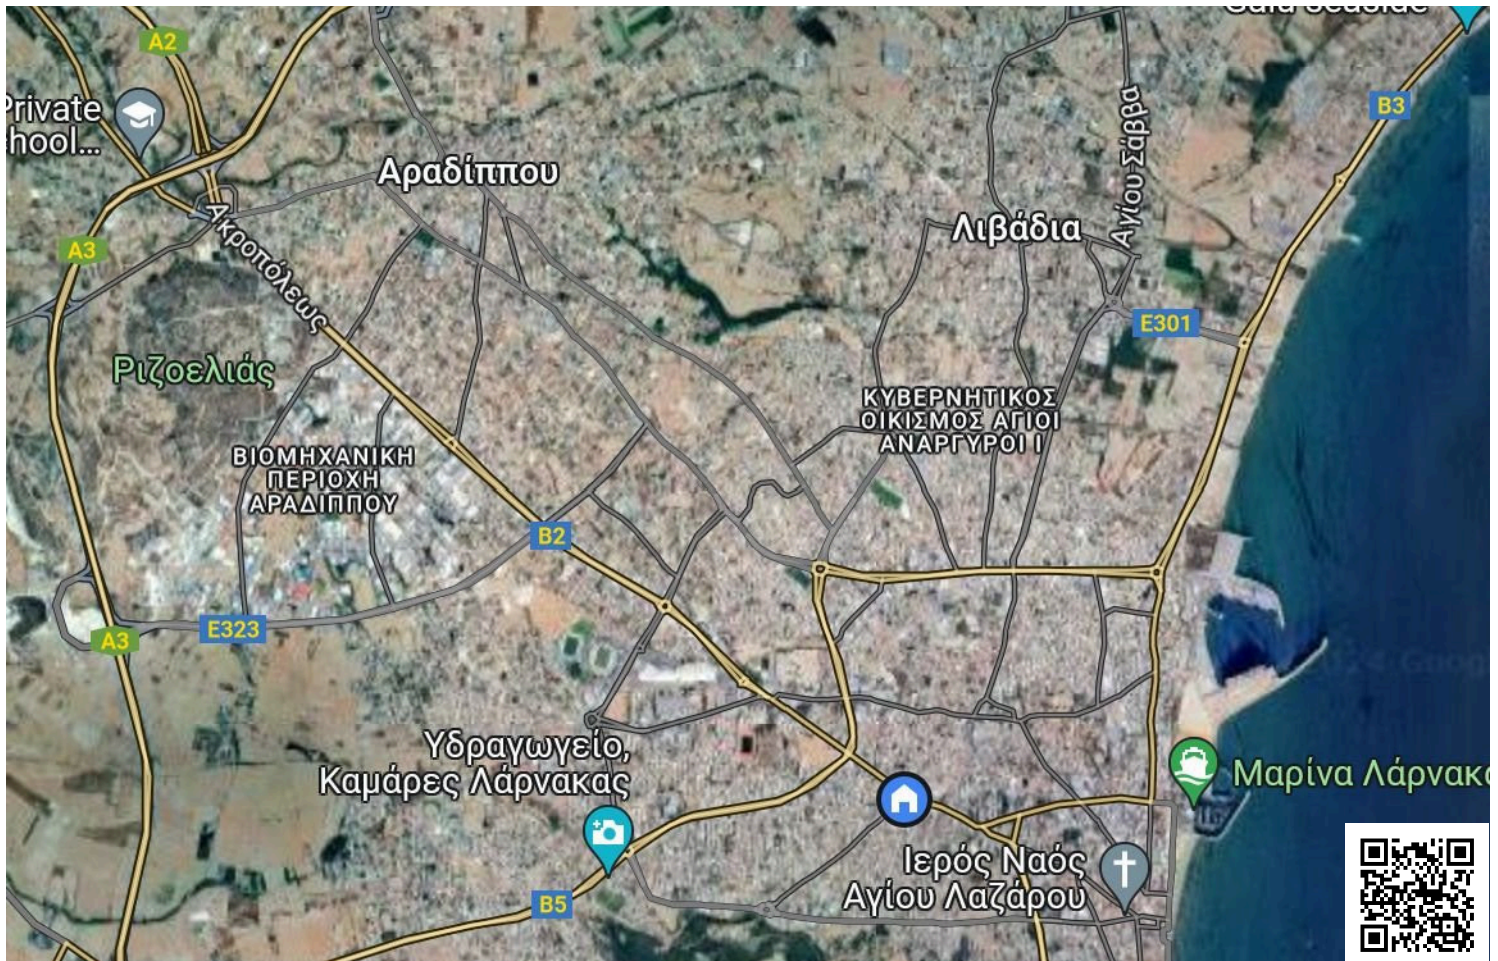 A2
B3
Private
Αγίου Σάββα
Αραδίππου
Λιβάδια
A3
Ακροπόλεως
E301
Ριζοελιάς
ΚΥΒΕΡΝΗΤΙΚΟΣ
ΟΙΚΙΣΜΟΣ ΑΓΙΟΙ
ΑΝΑΡΓΥΡΟΙ Ι
ΒΙΟΜΗΧΑΝΙΚΗ
ΠΕΡΙΟΧΗ
ΑΡΑΔΙΠΠΟΥ
B2
E323
A3
Υδραγωγείο,
Καμάρες Λάρνακας
Μαρίνα Λάρνακα
Ιερός Ναός
Αγίου Λαζάρου
B5